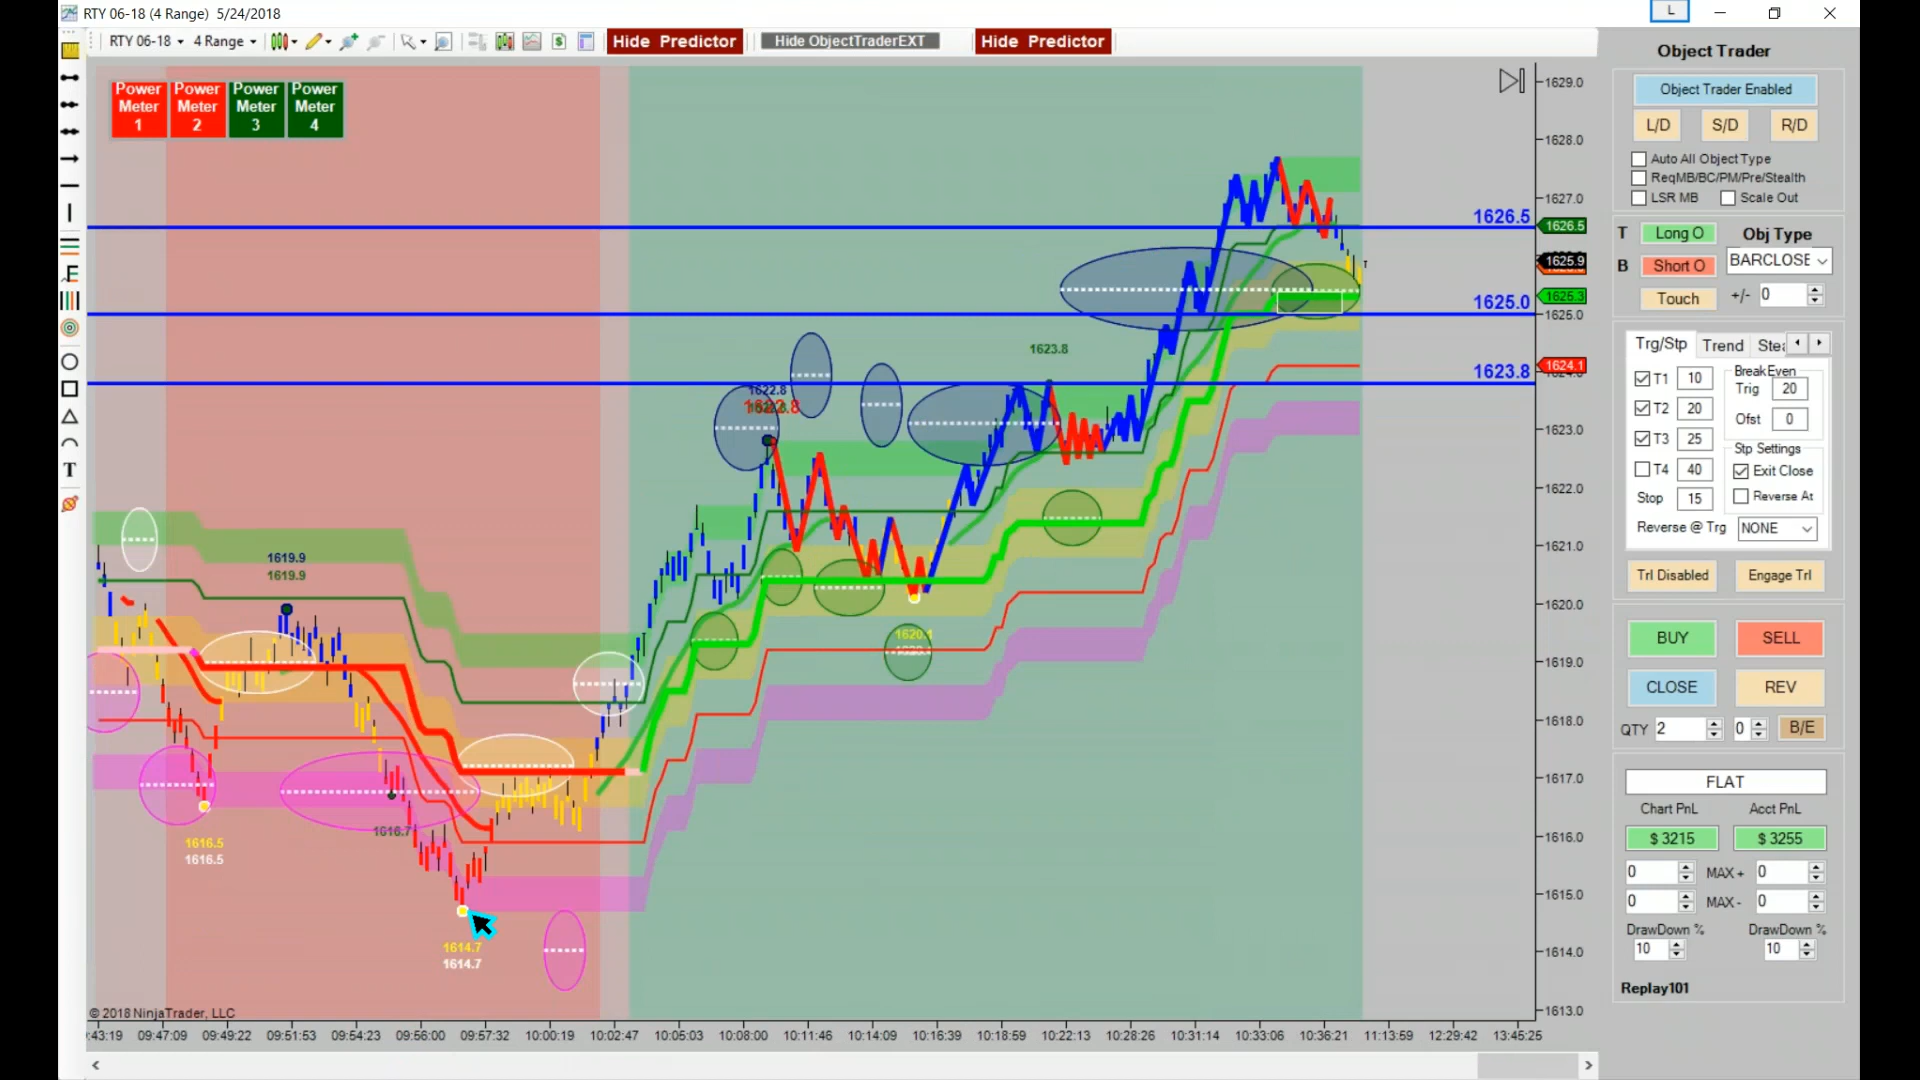 RTY 06-18 (4 Range) 5/24/2018
L
RTY 06-18 4 Range Hide Predictor Hide ObjectTraderEXT Hide Predictor
Power Meter 1
Power Meter 2
Power Meter 3
Power Meter 4
1629.0
1628.0
1627.0
1626.5 1626.5
1625.9
1625.3
1625.0 1625.0
1624.1
1623.8
1623.8
1623.0
1622.0
1621.0
1620.0
1619.0
1618.0
1617.0
1616.0
1615.0
1614.0
1613.0
1622.8
1619.9
1619.9
1620.1
1616.7
1616.5
1616.5
1614.7
1614.7
© 2018 NinjaTrader, LLC
:43:19 09:47:09 09:49:22 09:51:53 09:54:23 09:56:00 09:57:32 10:00:19 10:02:47 10:05:03 10:08:00 10:11:46 10:14:09 10:16:39 10:18:59 10:22:13 10:28:26 10:31:14 10:33:06 10:36:21 11:13:59 12:29:42 13:45:25
Object Trader
Object Trader Enabled
L/D S/D R/D
Auto All Object Type
ReqMB/BC/PM/Pre/Stealth
LSR MB Scale Out
T Long O Obj Type
B Short O BARCLOSE
Touch +/- 0
Trg/Stp Trend
T1 10
T2 20
T3 25
T4 40
Stop 15
BreakEven
Trig 20
Ofst 0
Stp Settings
Exit Close
Reverse At
Reverse @ Trg NONE
Trl Disabled Engage Trl
BUY SELL
CLOSE REV
QTY 2 0 B/E
FLAT
Chart PnL Acct PnL
$ 3215 $ 3255
0 MAX + 0
0 MAX - 0
DrawDown % DrawDown %
10 10
Replay101